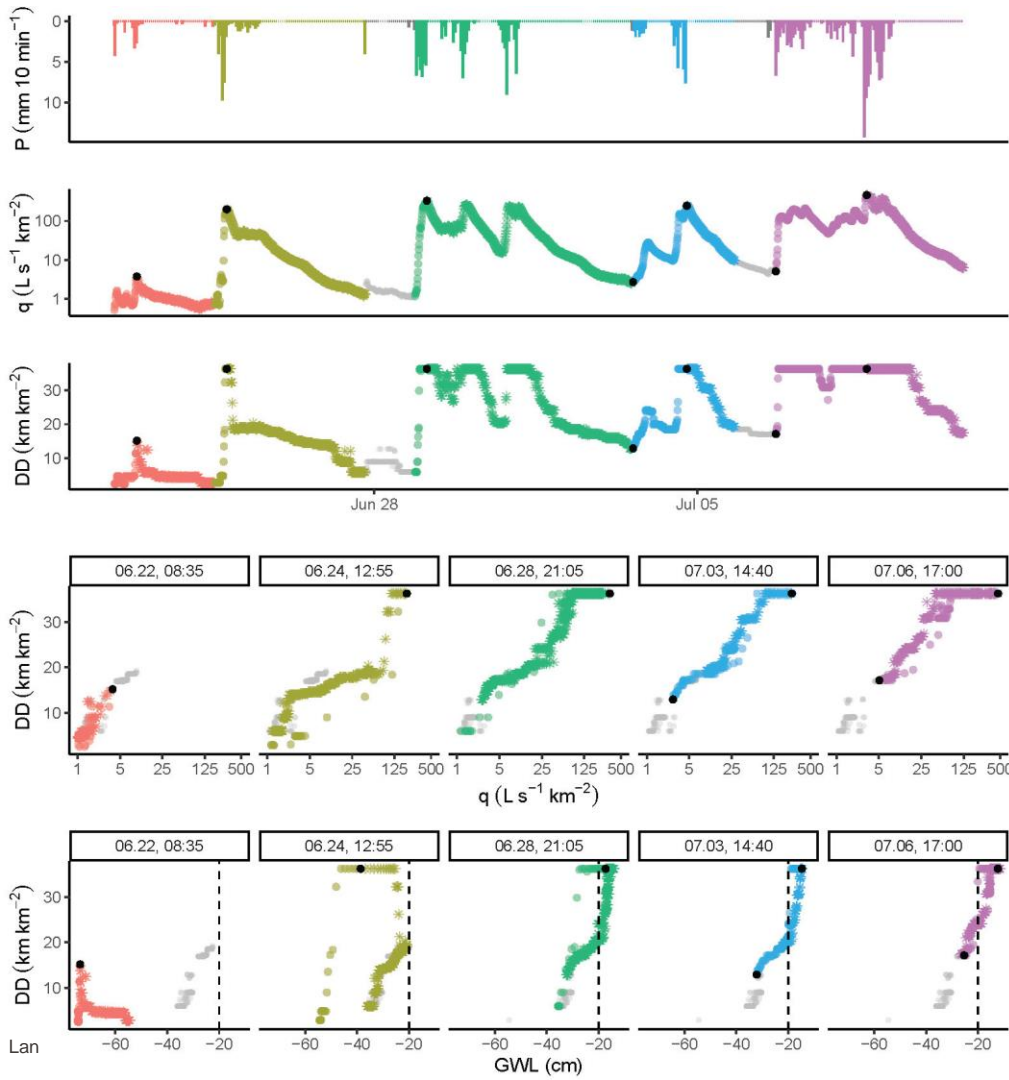 P (mm 10 min⁻¹)
0
5
10
q (L s⁻¹ km⁻²)
100
10
1
DD (km km⁻²)
30
20
10
Jun 28 Jul 05
06.22, 08:35 06.24, 12:55 06.28, 21:05 07.03, 14:40 07.06, 17:00
DD (km km⁻²)
30
20
10
1 5 25 125 500 1 5 25 125 500 1 5 25 125 500 1 5 25 125 500 1 5 25 125 500
q (L s⁻¹ km⁻²)
06.22, 08:35 06.24, 12:55 06.28, 21:05 07.03, 14:40 07.06, 17:00
DD (km km⁻²)
30
20
10
−60 −40 −20 −60 −40 −20 −60 −40 −20 −60 −40 −20 −60 −40 −20
Lan
GWL (cm)